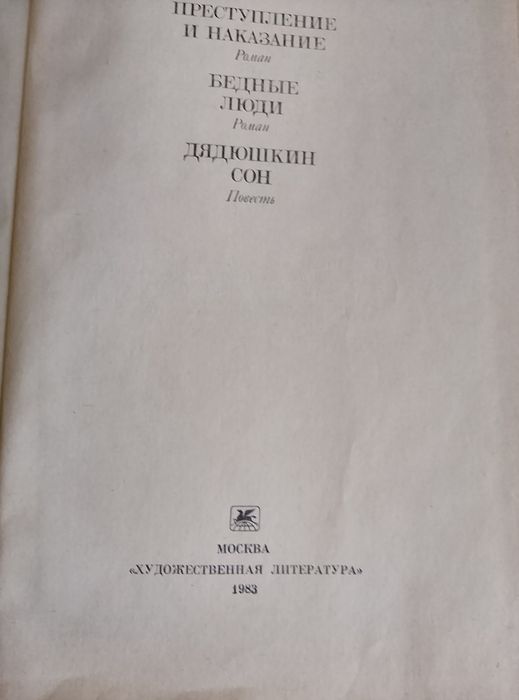 ПРЕСТУПЛЕНИЕ
И НАКАЗАНИЕ
Роман
БЕДНЫЕ
ЛЮДИ
Роман
ДЯДЮШКИН
СОН
Повесть
МОСКВА
«ХУДОЖЕСТВЕННАЯ ЛИТЕРАТУРА»
1983